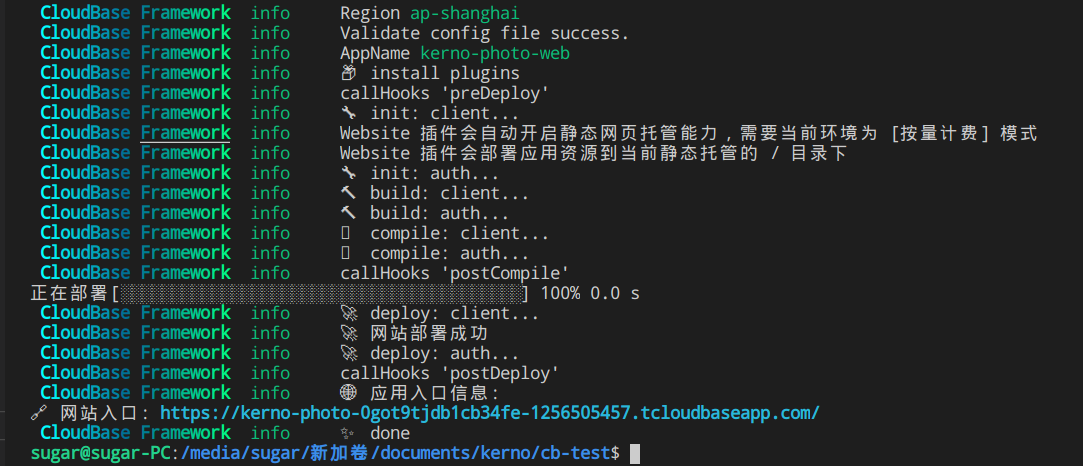 CloudBase Framework info Region ap-shanghai
CloudBase Framework info Validate config file success.
CloudBase Framework info AppName kerno-photo-web
CloudBase Framework info 📦 install plugins
CloudBase Framework info callHooks 'preDeploy'
CloudBase Framework info 🔧 init: client...
CloudBase Framework info Website 插件会自动开启静态网页托管能力，需要当前环境为 [按量计费] 模式
CloudBase Framework info Website 插件会部署应用资源到当前静态托管的 / 目录下
CloudBase Framework info 🔧 init: auth...
CloudBase Framework info 🔨 build: client...
CloudBase Framework info 🔨 build: auth...
CloudBase Framework info compile: client...
CloudBase Framework info compile: auth...
CloudBase Framework info callHooks 'postCompile'
正在部署[░░░░░░░░░░░░░░░░░░░░░░░░░░░░░░░░░░░░░░░░] 100% 0.0 s
CloudBase Framework info 🚀 deploy: client...
CloudBase Framework info 🚀 网站部署成功
CloudBase Framework info 🚀 deploy: auth...
CloudBase Framework info callHooks 'postDeploy'
CloudBase Framework info 🌐 应用入口信息：
🔗 网站入口: https://kerno-photo-0got9tjdb1cb34fe-1256505457.tcloudbaseapp.com/
CloudBase Framework info ✨ done
sugar@sugar-PC:/media/sugar/新加卷/documents/kerno/cb-test$